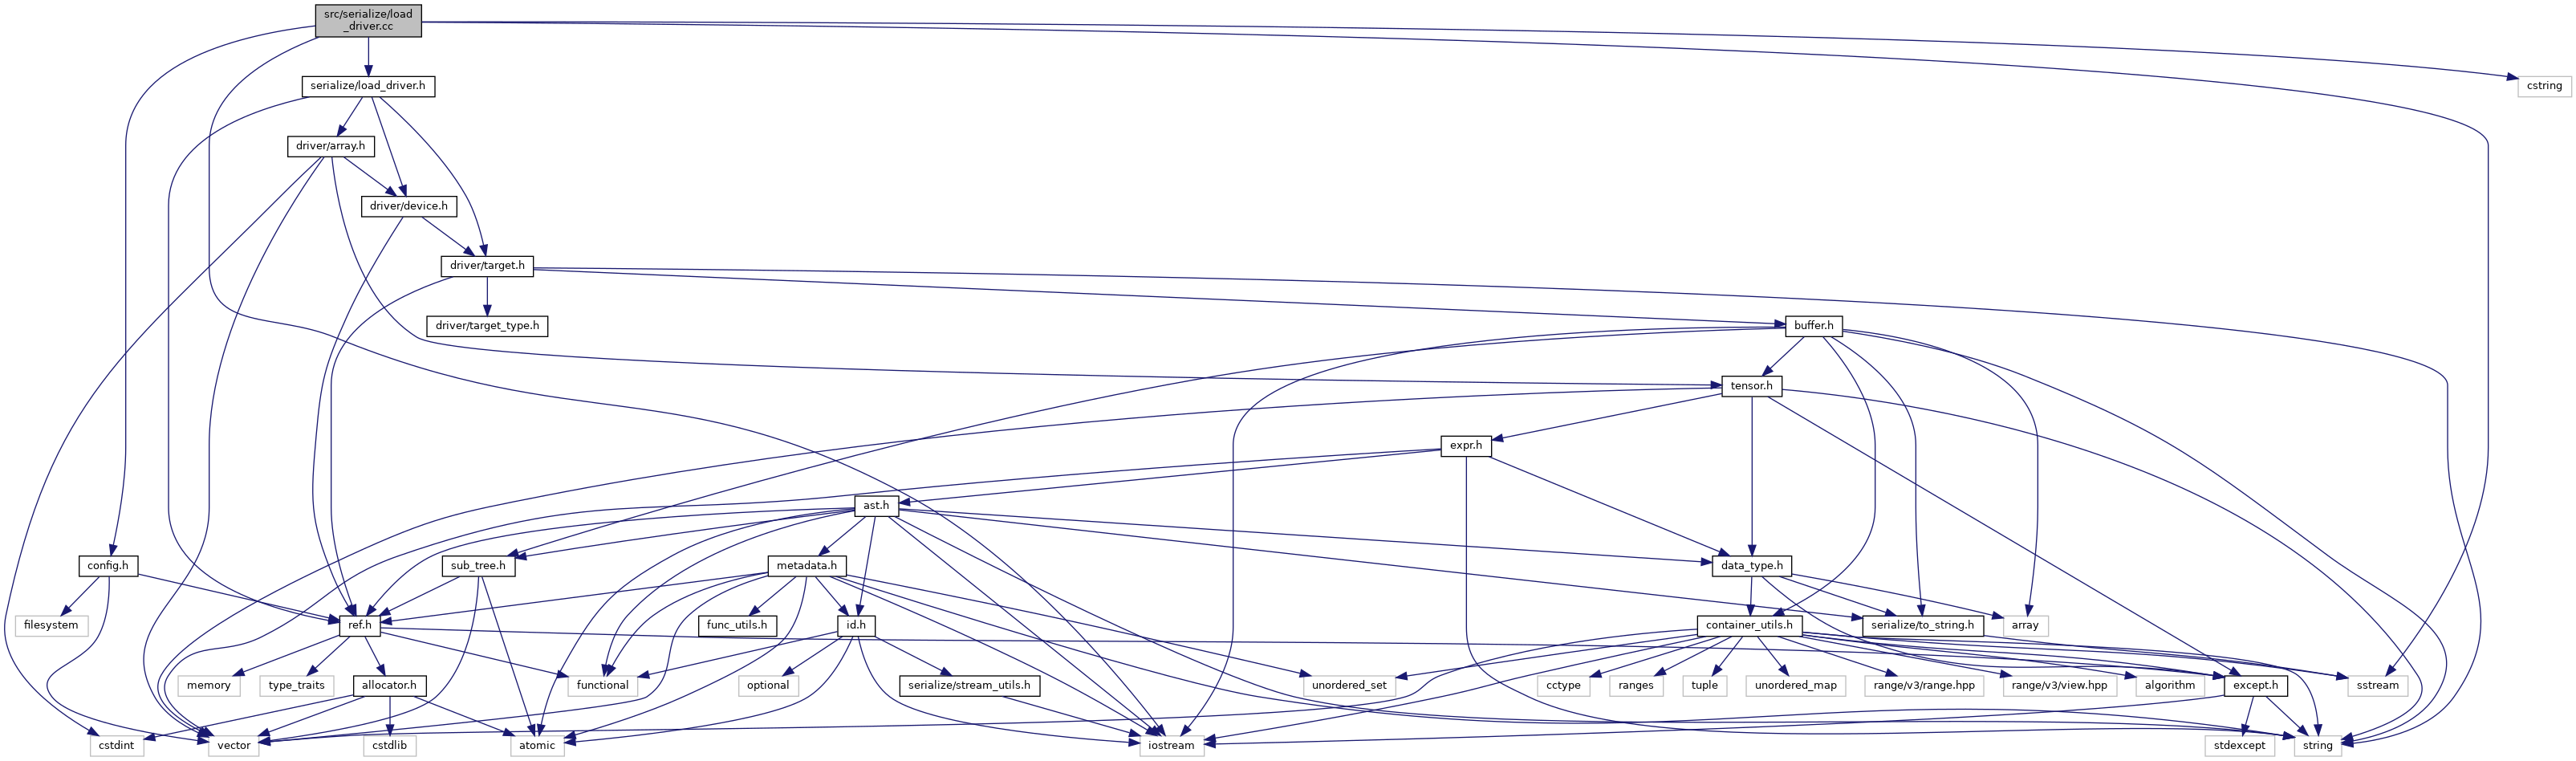 src/serialize/load
_driver.cc
serialize/load_driver.h
cstring
driver/array.h
driver/device.h
driver/target.h
driver/target_type.h
buffer.h
tensor.h
expr.h
ast.h
config.h
sub_tree.h
metadata.h
data_type.h
filesystem
ref.h
func_utils.h
id.h
container_utils.h
serialize/to_string.h
array
memory
type_traits
allocator.h
functional
optional
serialize/stream_utils.h
unordered_set
cctype
ranges
tuple
unordered_map
range/v3/range.hpp
range/v3/view.hpp
algorithm
except.h
sstream
cstdint
vector
cstdlib
atomic
iostream
stdexcept
string